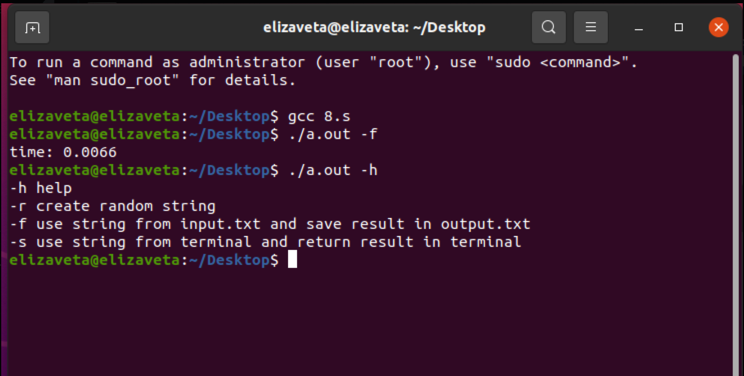 elizaveta@elizaveta: ~/Desktop
To run a command as administrator (user "root"), use "sudo <command>".
See "man sudo_root" for details.
elizaveta@elizaveta:~/Desktop$ gcc 8.s
elizaveta@elizaveta:~/Desktop$ ./a.out -f
time: 0.0066
elizaveta@elizaveta:~/Desktop$ ./a.out -h
-h help
-r create random string
-f use string from input.txt and save result in output.txt
-s use string from terminal and return result in terminal
elizaveta@elizaveta:~/Desktop$